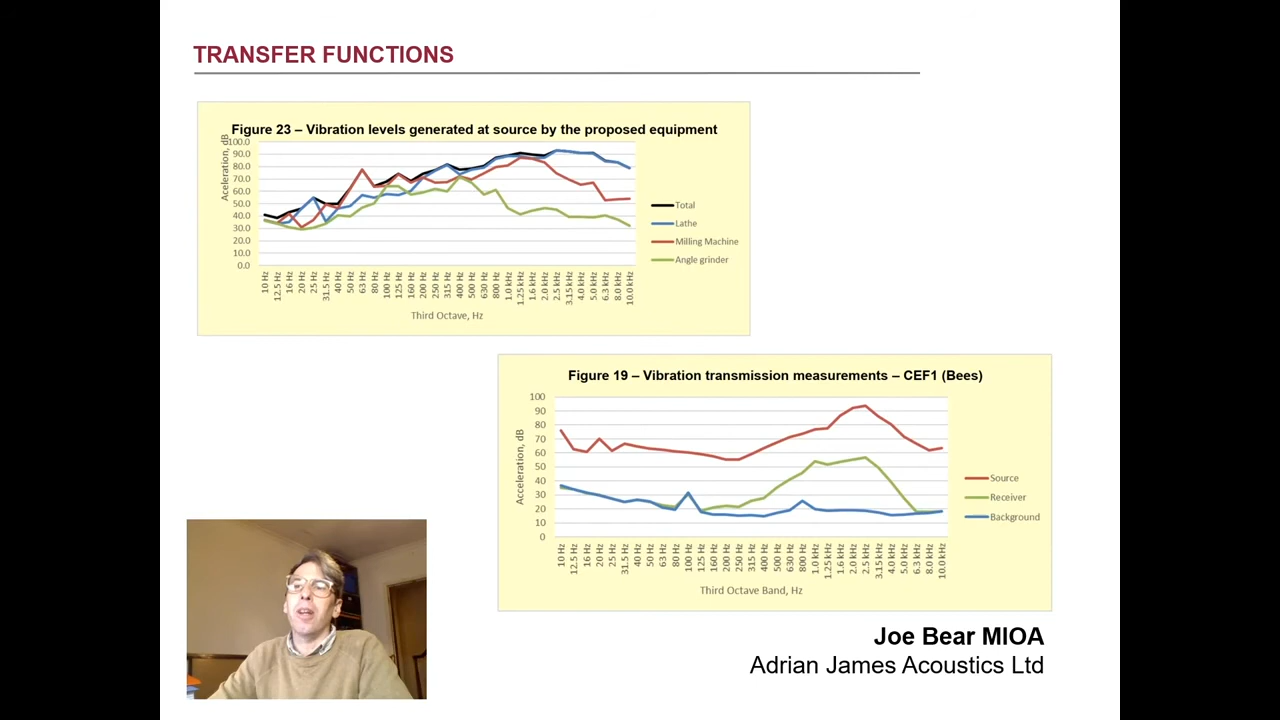 TRANSFER FUNCTIONS
Figure 23 – Vibration levels generated at source by the proposed equipment
Aceleration, dB
100.0
90.0
80.0
70.0
60.0
50.0
40.0
30.0
20.0
10.0
0.0
10 Hz
12.5 Hz
16 Hz
20 Hz
25 Hz
31.5 Hz
40 Hz
50 Hz
63 Hz
80 Hz
100 Hz
125 Hz
160 Hz
200 Hz
250 Hz
315 Hz
400 Hz
500 Hz
630 Hz
800 Hz
1.0 kHz
1.25 kHz
1.6 kHz
2.0 kHz
2.5 kHz
3.15 kHz
4.0 kHz
5.0 kHz
6.3 kHz
8.0 kHz
10.0 kHz
Third Octave, Hz
Total
Lathe
Milling Machine
Angle grinder
Figure 19 – Vibration transmission measurements – CEF1 (Bees)
Acceleration, dB
100
90
80
70
60
50
40
30
20
10
0
10 Hz
12.5 Hz
16 Hz
20 Hz
25 Hz
31.5 Hz
40 Hz
50 Hz
63 Hz
80 Hz
100 Hz
125 Hz
160 Hz
200 Hz
250 Hz
315 Hz
400 Hz
500 Hz
630 Hz
800 Hz
1.0 kHz
1.25 kHz
1.6 kHz
2.0 kHz
2.5 kHz
3.15 kHz
4.0 kHz
5.0 kHz
6.3 kHz
8.0 kHz
10.0 kHz
Third Octave Band, Hz
Source
Receiver
Background
Joe Bear MIOA
Adrian James Acoustics Ltd